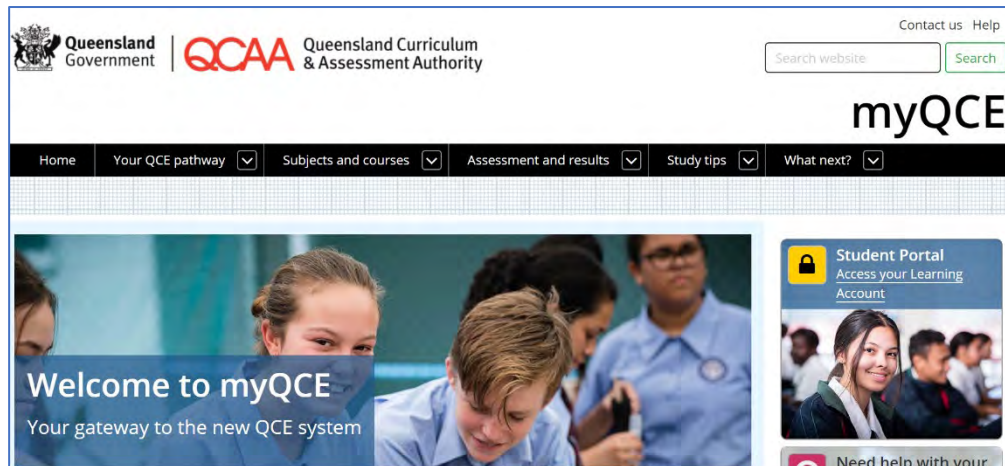 Contact us Help
Queensland
Government
QCAA
Queensland Curriculum
& Assessment Authority
Search website
Search
myQCE
Home Your QCE pathway Subjects and courses Assessment and results Study tips What next?
Student Portal
Access your Learning
Account
Welcome to myQCE
Your gateway to the new QCE system
Need help with your